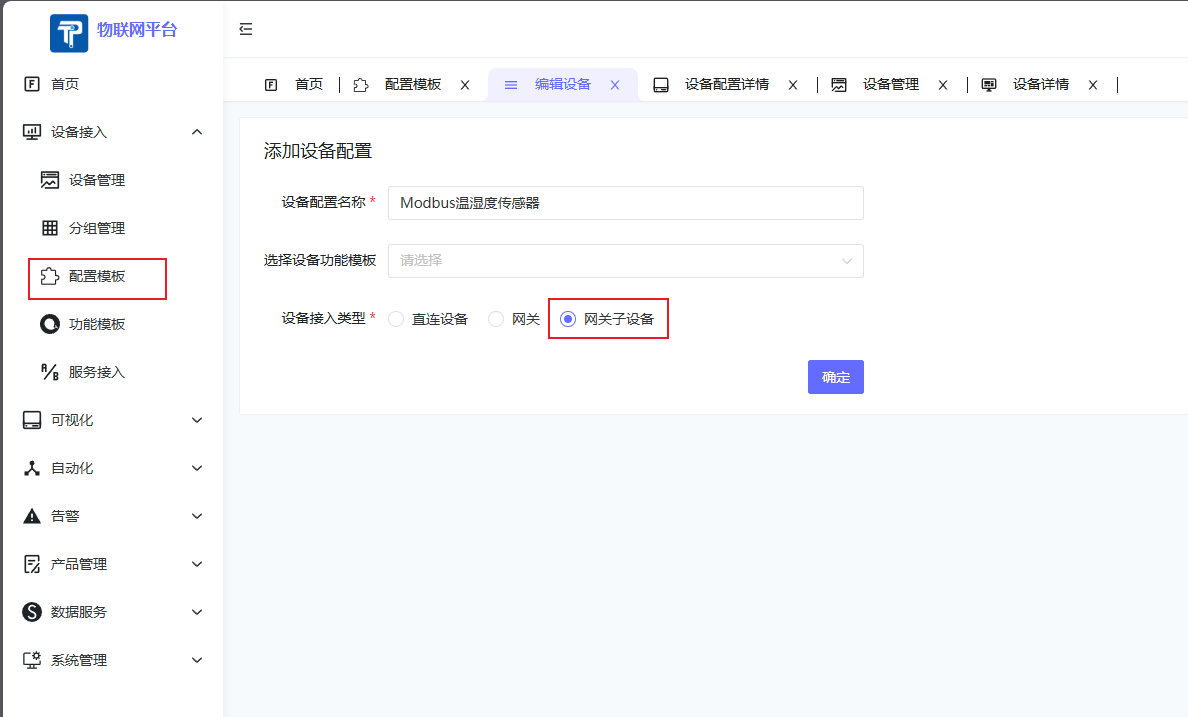 物联网平台
首页
设备接入
设备管理
分组管理
配置模板
功能模板
服务接入
可视化
自动化
告警
产品管理
数据服务
系统管理
首页 配置模板 编辑设备 设备配置详情 设备管理 设备详情
添加设备配置
设备配置名称 * Modbus温湿度传感器
选择设备功能模板 请选择
设备接入类型 * 直连设备 网关 网关子设备
确定